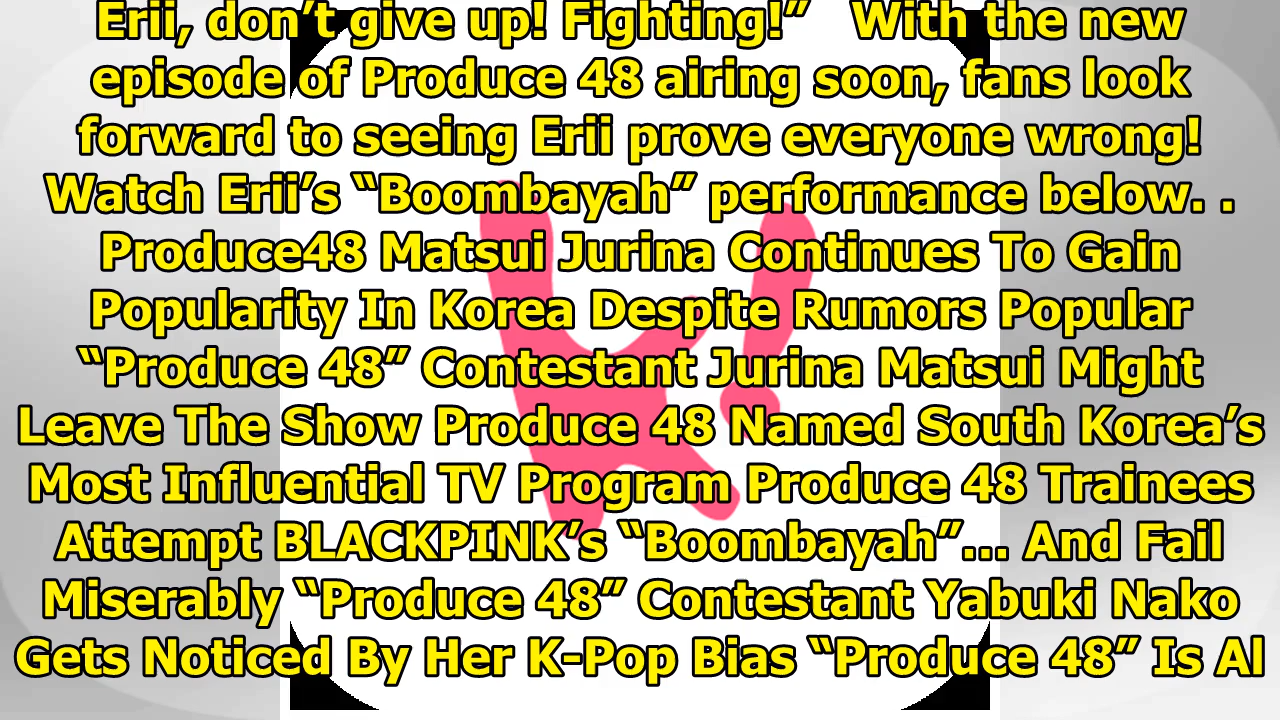 Erii, don’t give up! Fighting!” With the new
episode of Produce 48 airing soon, fans look
forward to seeing Erii prove everyone wrong!
Watch Erii’s “Boombayah” performance below. .
Produce48 Matsui Jurina Continues To Gain
Popularity In Korea Despite Rumors Popular
“Produce 48” Contestant Jurina Matsui Might
Leave The Show Produce 48 Named South Korea’s
Most Influential TV Program Produce 48 Trainees
Attempt BLACKPINK’s “Boombayah”… And Fail
Miserably “Produce 48” Contestant Yabuki Nako
Gets Noticed By Her K-Pop Bias “Produce 48” Is Al